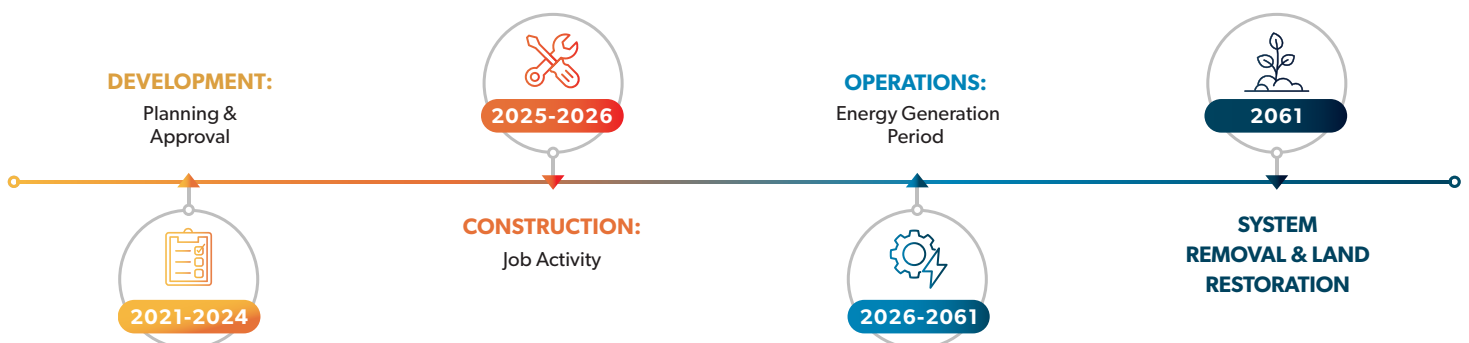 DEVELOPMENT:
Planning &
Approval
2021-2024
2025-2026
CONSTRUCTION:
Job Activity
OPERATIONS:
Energy Generation
Period
2026-2061
2061
SYSTEM
REMOVAL & LAND
RESTORATION